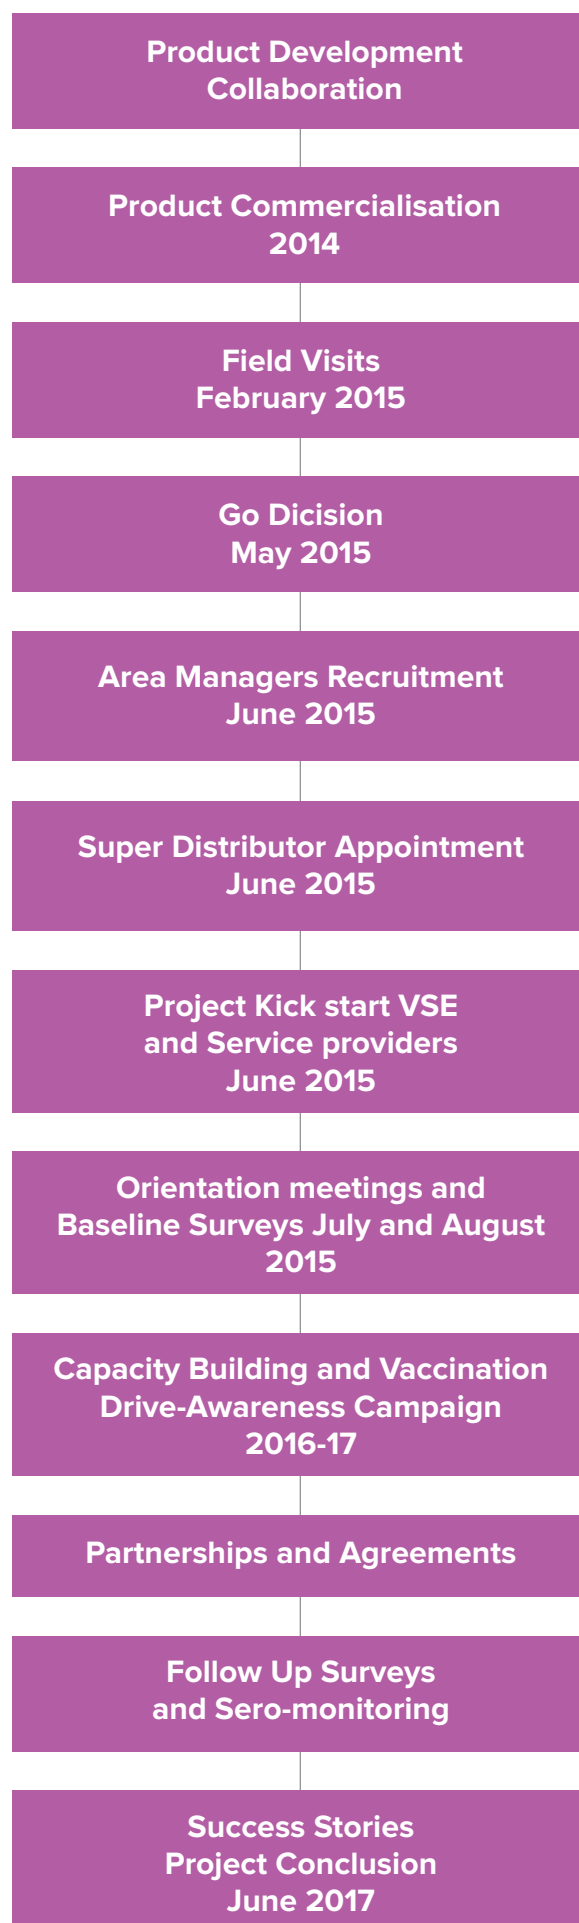 Product Development
Collaboration
Product Commercialisation
2014
Field Visits
February 2015
Go Dicision
May 2015
Area Managers Recruitment
June 2015
Super Distributor Appointment
June 2015
Project Kick start VSE
and Service providers
June 2015
Orientation meetings and
Baseline Surveys July and August
2015
Capacity Building and Vaccination
Drive-Awareness Campaign
2016-17
Partnerships and Agreements
Follow Up Surveys
and Sero-monitoring
Success Stories
Project Conclusion
June 2017